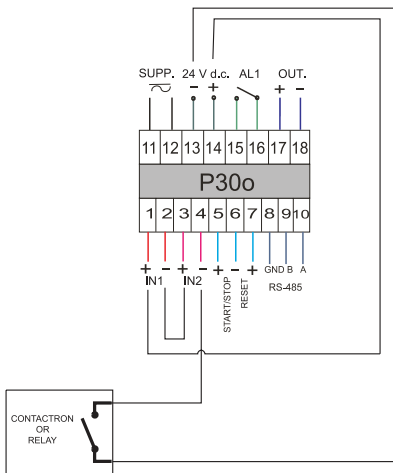 SUPP. 24 V d.c. AL1 OUT.
− + + −
11 12 13 14 15 16 17 18
P30o
1 2 3 4 5 6 7 8 9 10
+ − + − + − + GND B A
IN1 IN2 START/STOP RESET RS-485
CONTACTRON
OR
RELAY